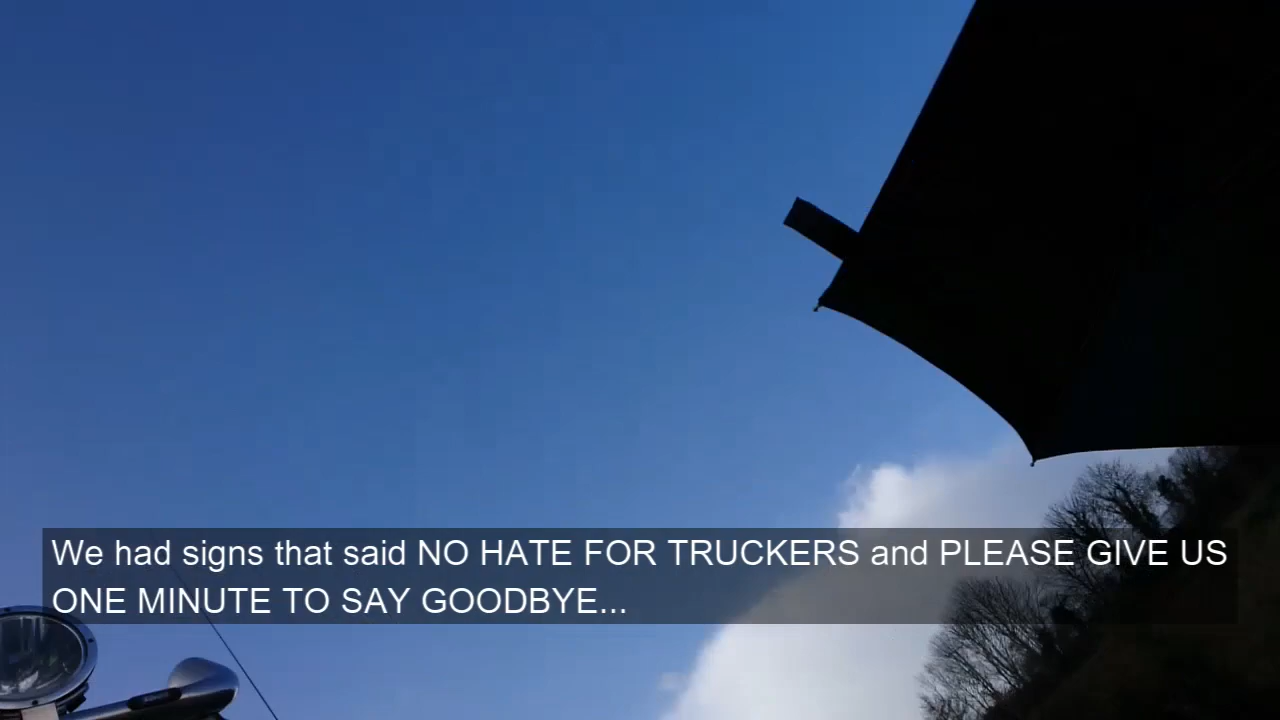 We had signs that said NO HATE FOR TRUCKERS and PLEASE GIVE US
ONE MINUTE TO SAY GOODBYE...